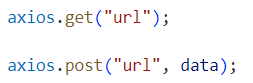 axios.get("url");
axios.post("url", data);